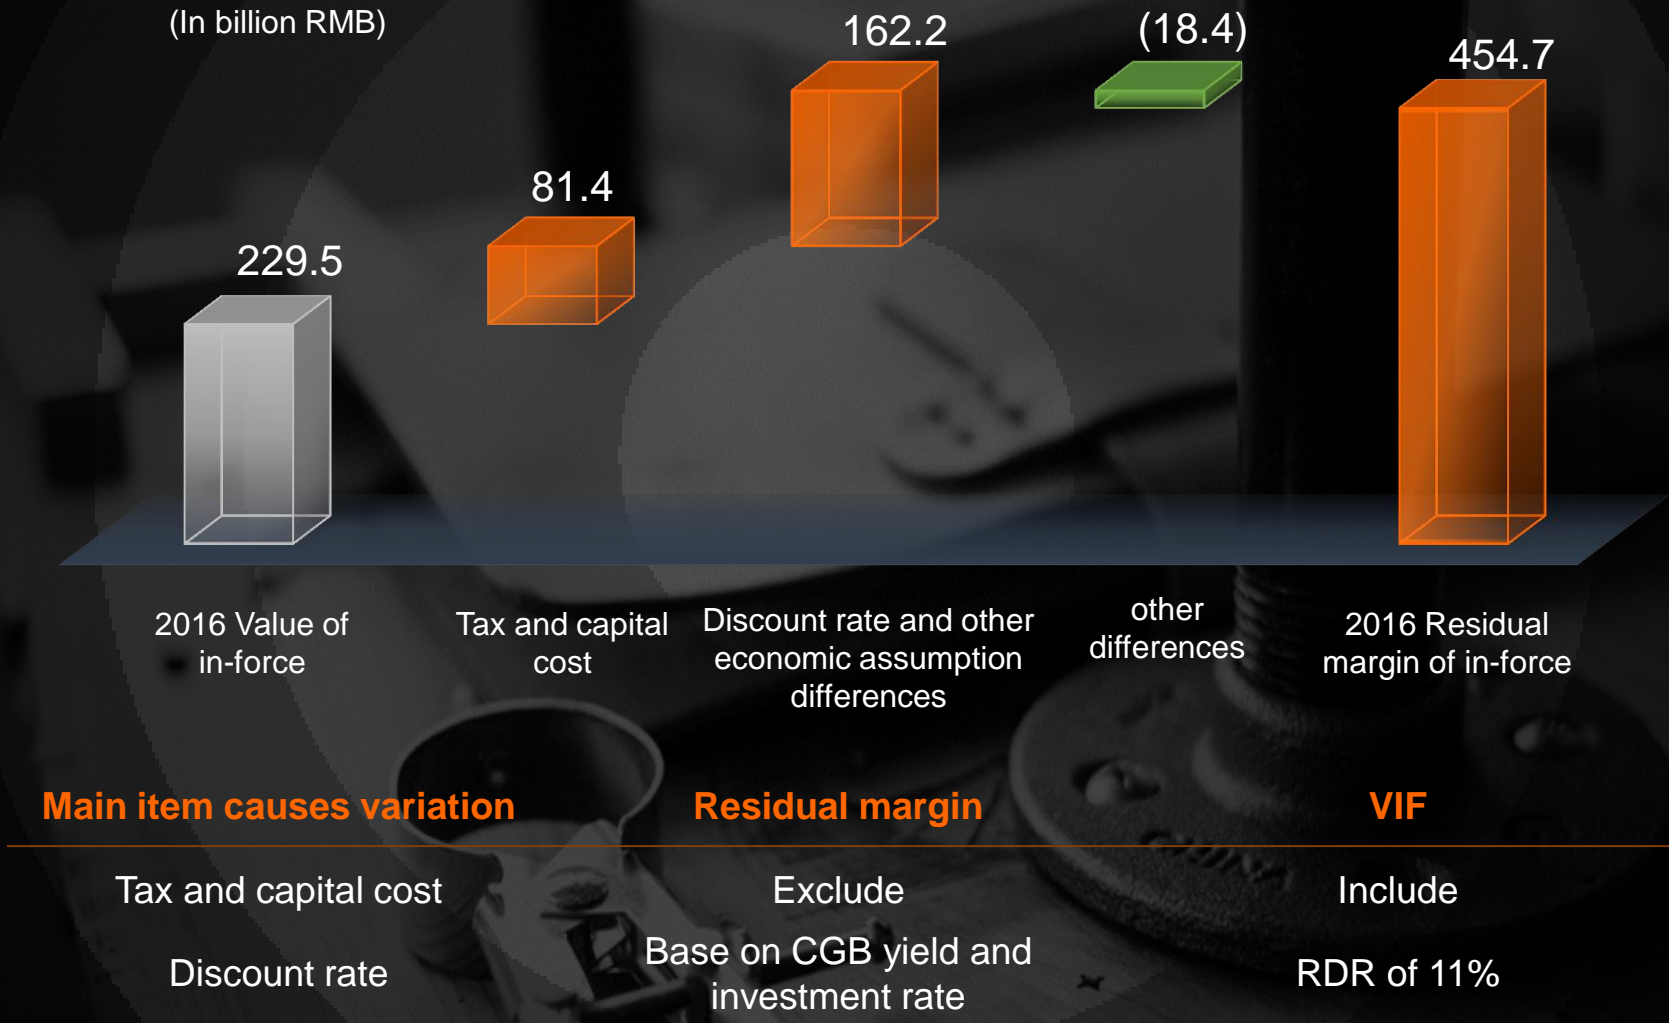 (In billion RMB)
229.5
81.4
162.2
(18.4)
454.7
2016 Value of
in-force
Tax and capital
cost
Discount rate and other
economic assumption
differences
other
differences
2016 Residual
margin of in-force
Main item causes variation
Residual margin
VIF
Tax and capital cost
Exclude
Include
Discount rate
Base on CGB yield and
investment rate
RDR of 11%
CHINA